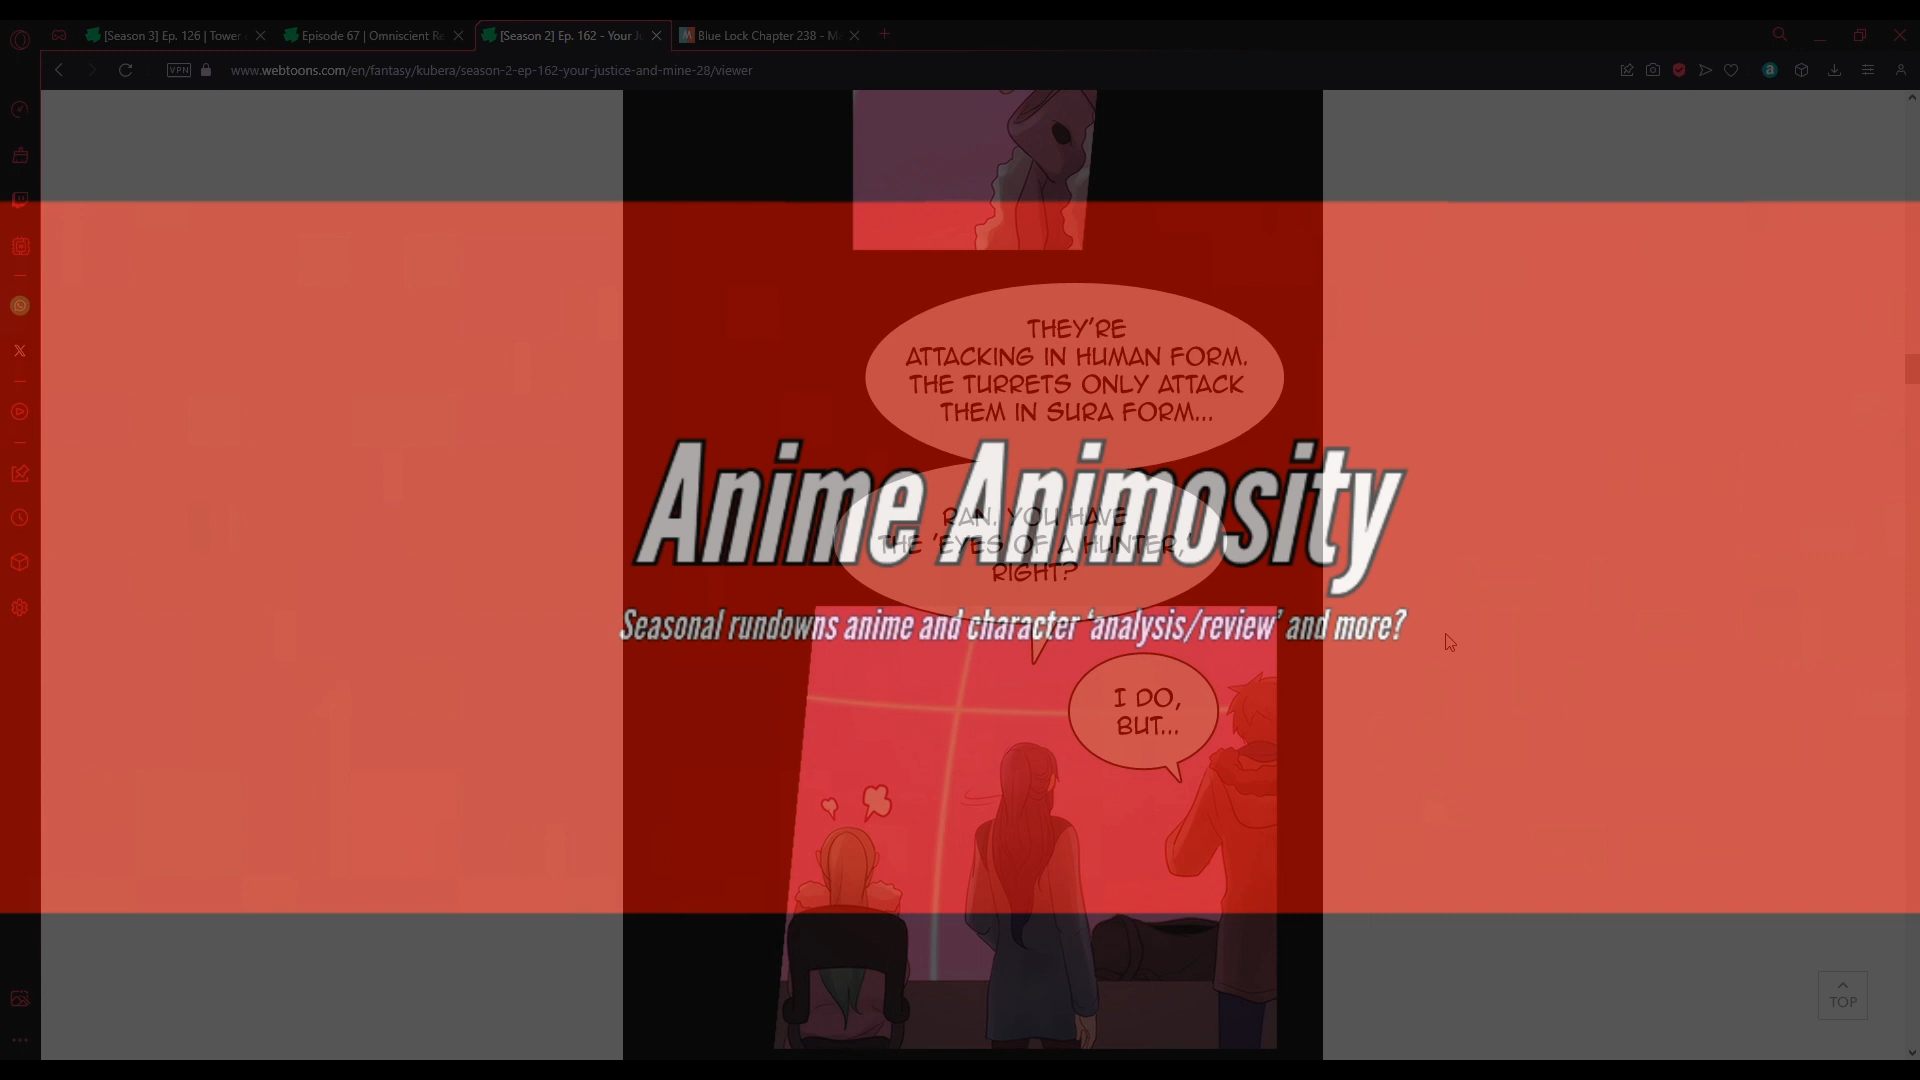 [Season 3] Ep. 126 | Tower
Episode 67 | Omniscient Re
[Season 2] Ep. 162 - Your J
Blue Lock Chapter 238 - M
VPN
www.webtoons.com/en/fantasy/kubera/season-2-ep-162-your-justice-and-mine-28/viewer
THEY'RE
ATTACKING IN HUMAN FORM.
THE TURRETS ONLY ATTACK
THEM IN SURA FORM...
Anime Animosity
RAN, YOU HAVE
THE 'EYES OF A HUNTER,'
RIGHT?
Seasonal rundowns anime and character 'analysis/review' and more?
I DO,
BUT...
TOP